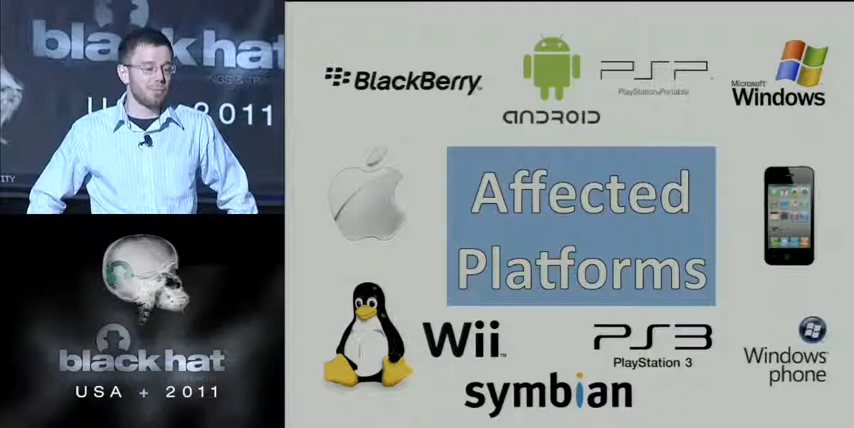 black hat
2011
black hat
USA + 2011
BlackBerry
ANDROID
PSP
PlayStation Portable
Microsoft
Windows
Affected
Platforms
Wii
PS3
PlayStation 3
symbian
Windows
phone